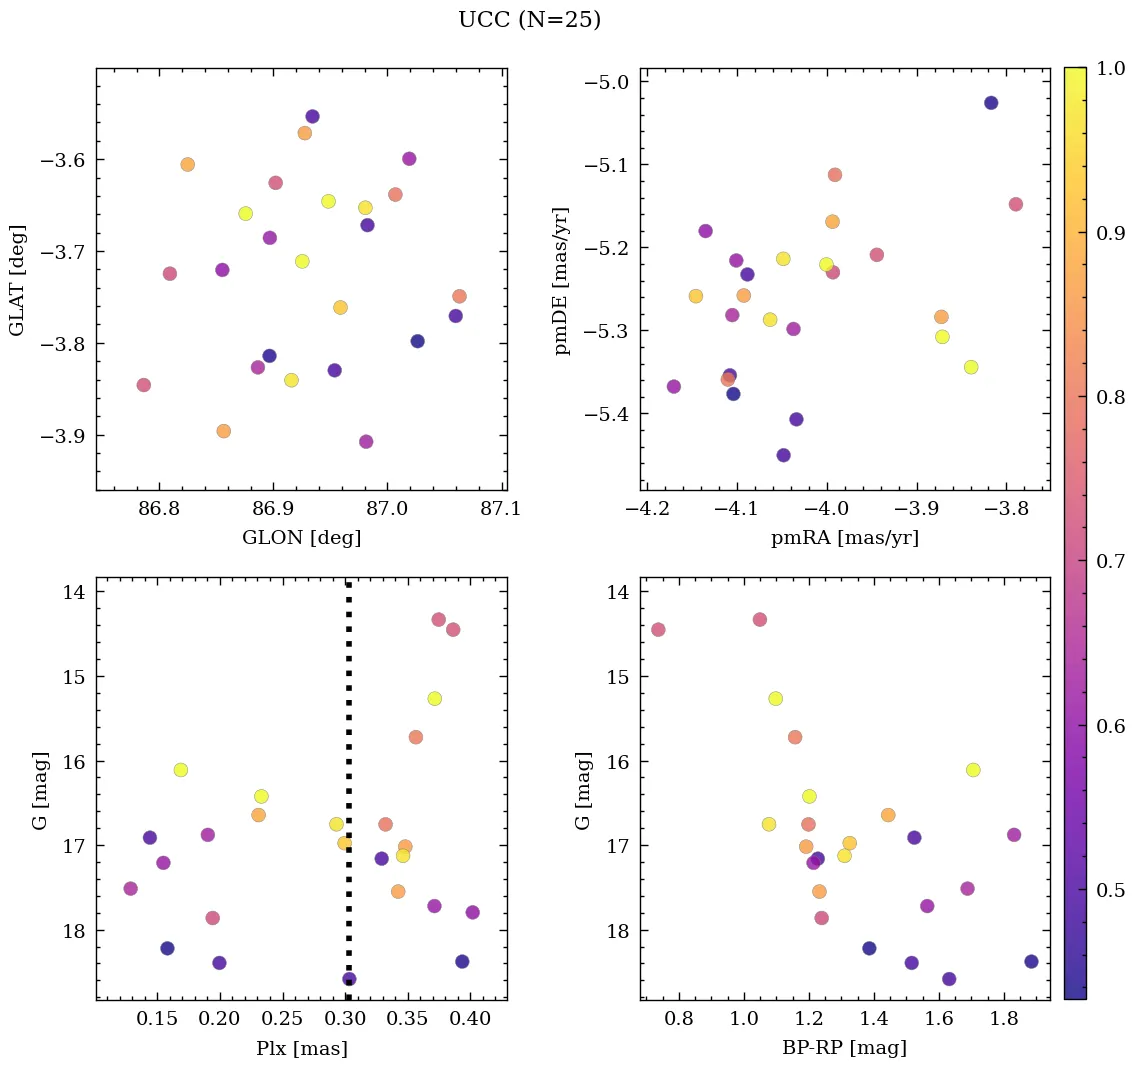 UCC (N=25)
−3.6
−3.7
−3.8
−3.9
GLAT [deg]
86.8 86.9 87.0 87.1
GLON [deg]
−5.0
−5.1
−5.2
−5.3
−5.4
pmDE [mas/yr]
−4.2 −4.1 −4.0 −3.9 −3.8
pmRA [mas/yr]
14
15
16
17
18
G [mag]
0.15 0.20 0.25 0.30 0.35 0.40
Plx [mas]
14
15
16
17
18
G [mag]
0.8 1.0 1.2 1.4 1.6 1.8
BP-RP [mag]
1.0
0.9
0.8
0.7
0.6
0.5